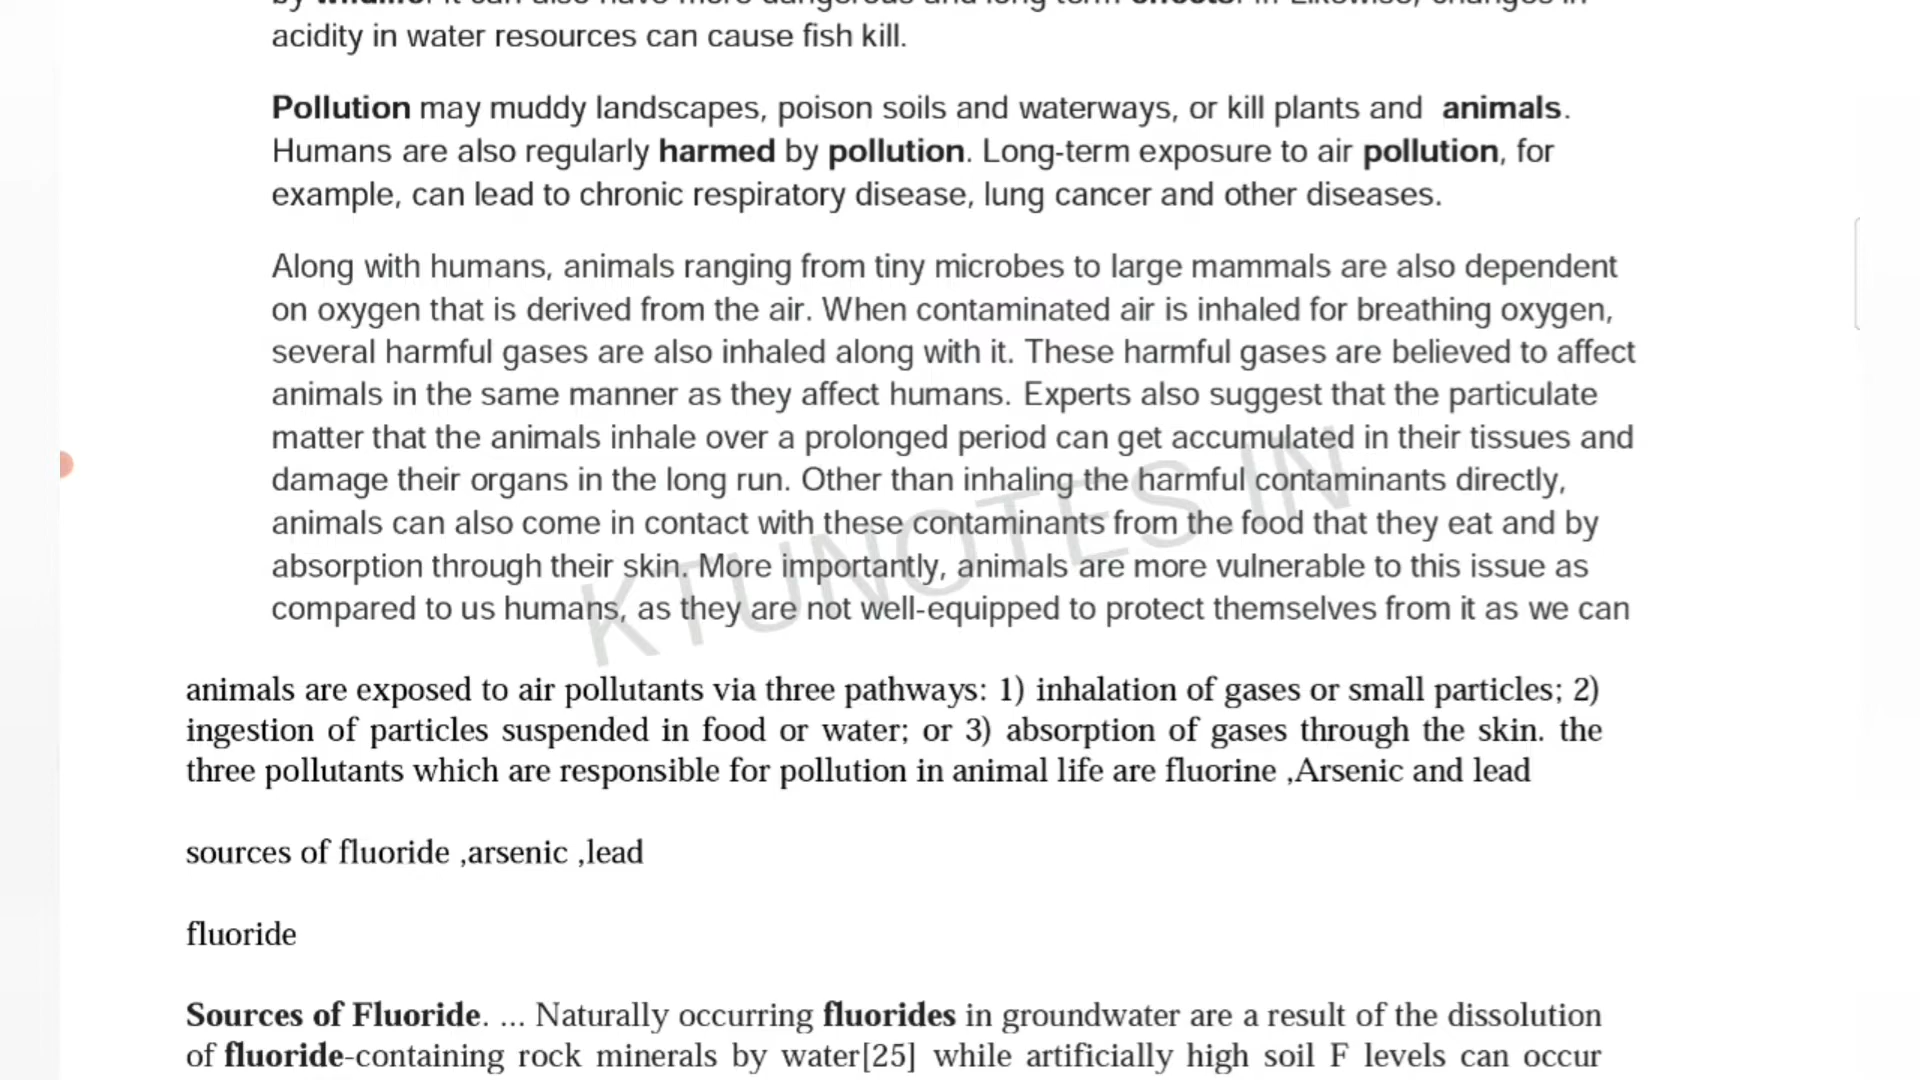 acidity in water resources can cause fish kill.
Pollution may muddy landscapes, poison soils and waterways, or kill plants and animals.
Humans are also regularly harmed by pollution. Long-term exposure to air pollution, for
example, can lead to chronic respiratory disease, lung cancer and other diseases.
Along with humans, animals ranging from tiny microbes to large mammals are also dependent
on oxygen that is derived from the air. When contaminated air is inhaled for breathing oxygen,
several harmful gases are also inhaled along with it. These harmful gases are believed to affect
animals in the same manner as they affect humans. Experts also suggest that the particulate
matter that the animals inhale over a prolonged period can get accumulated in their tissues and
damage their organs in the long run. Other than inhaling the harmful contaminants directly,
animals can also come in contact with these contaminants from the food that they eat and by
absorption through their skin. More importantly, animals are more vulnerable to this issue as
compared to us humans, as they are not well-equipped to protect themselves from it as we can
KTUNOTES IN
animals are exposed to air pollutants via three pathways: 1) inhalation of gases or small particles; 2)
ingestion of particles suspended in food or water; or 3) absorption of gases through the skin. the
three pollutants which are responsible for pollution in animal life are fluorine ,Arsenic and lead
sources of fluoride ,arsenic ,lead
fluoride
Sources of Fluoride. ... Naturally occurring fluorides in groundwater are a result of the dissolution
of fluoride-containing rock minerals by water[25] while artificially high soil F levels can occur